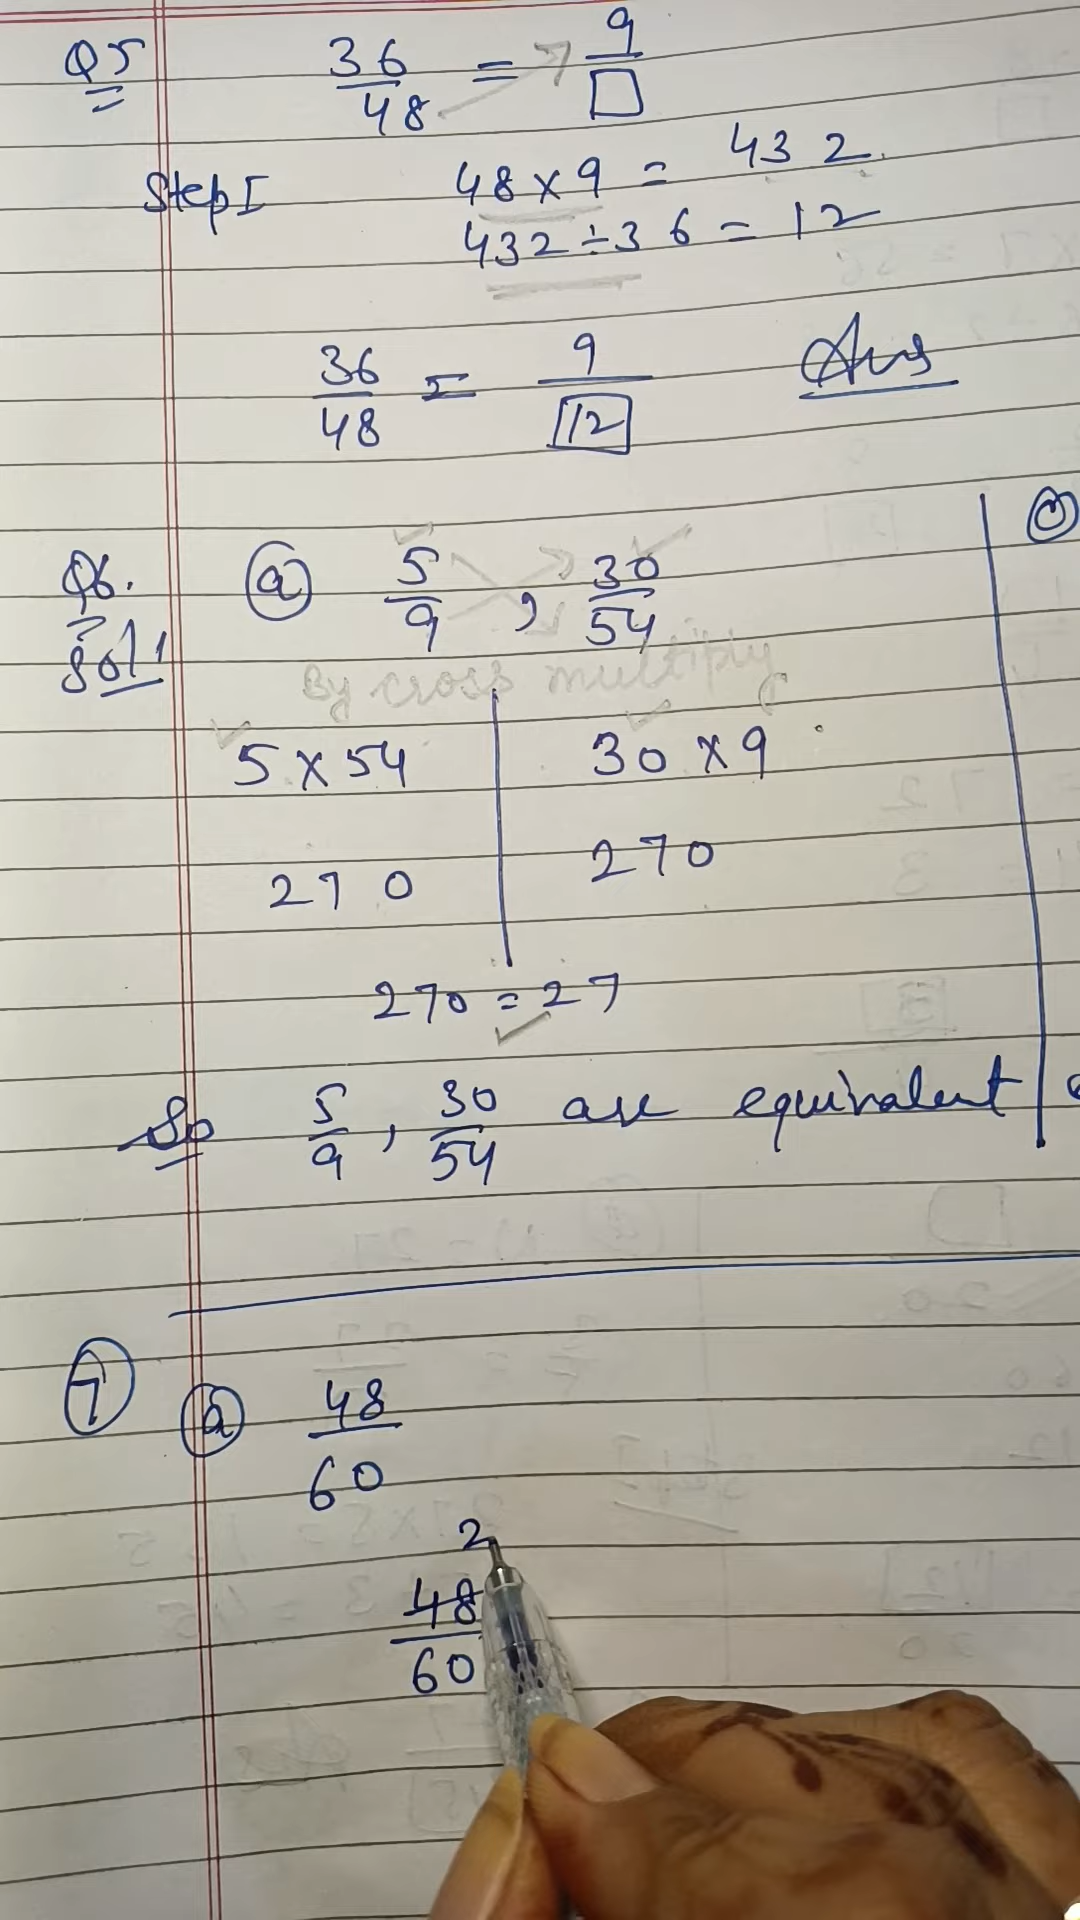 Q5 36/48 = 9/□
Step I 48 × 9 = 432
432 ÷ 36 = 12
36/48 = 9/12 Ans
Q6. (a) 5/9 , 30/54
Sol!
By cross multiply
5 × 54 30 × 9
270 270
270 = 27
So 5/9 , 30/54 are equivalent
7 (a) 48/60
2
48/60